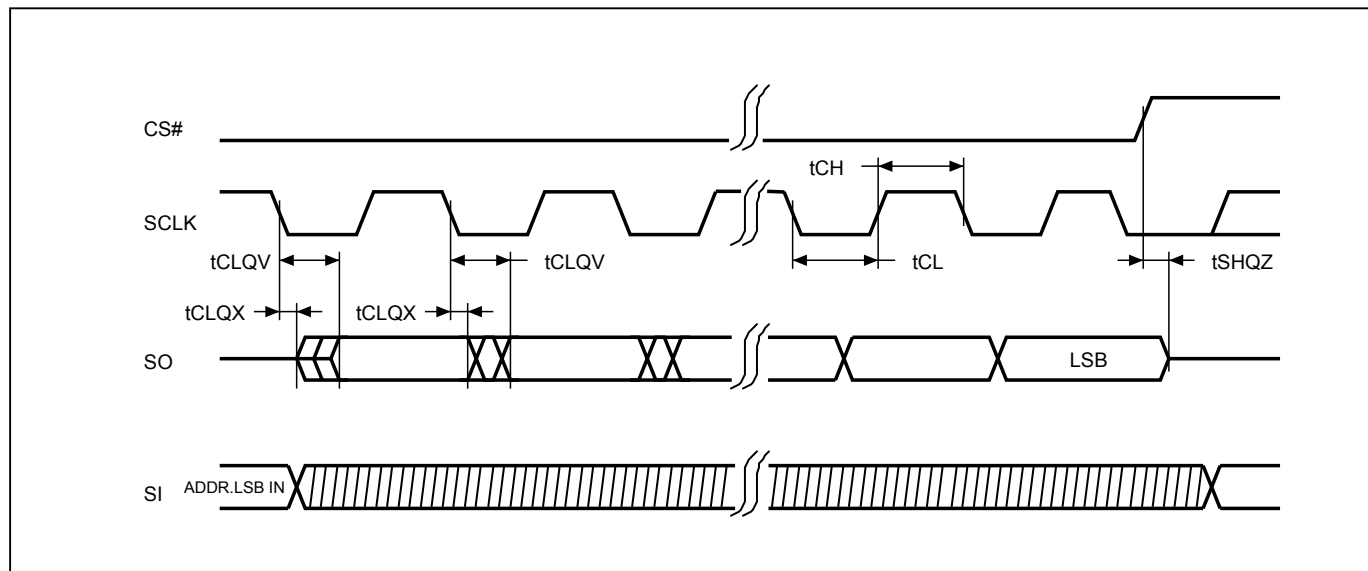 CS#
tCH
SCLK
tCLQV
tCLQV
tCL
tSHQZ
tCLQX
tCLQX
SO
LSB
SI
ADDR.LSB IN